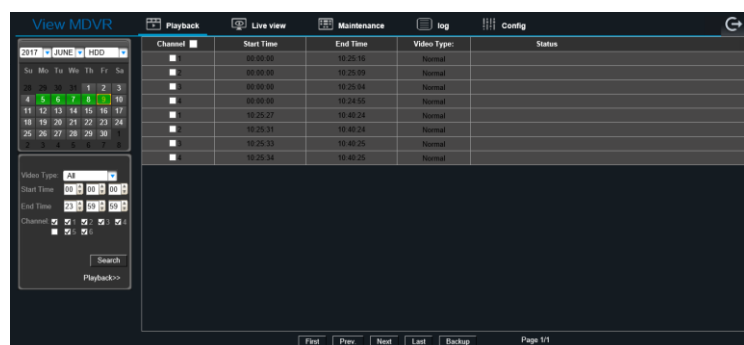 View MDVR
Playback Live view Maintenance log Config
2017 JUNE HDD
Su Mo Tu We Th Fr Sa
28 29 30 31 1 2 3
4 5 6 7 8 9 10
11 12 13 14 15 16 17
18 19 20 21 22 23 24
25 26 27 28 29 30 1
2 3 4 5 6 7 8
Video Type: All
Start Time 00 00 00
End Time 23 59 59
Channel 1 2 3 4
5 6
Search
Playback>>
Channel Start Time End Time Video Type: Status
1 00:00:00 10:25:16 Normal
2 00:00:00 10:25:09 Normal
3 00:00:00 10:25:04 Normal
4 00:00:00 10:24:55 Normal
1 10:25:27 10:40:24 Normal
2 10:25:31 10:40:24 Normal
3 10:25:33 10:40:25 Normal
4 10:25:34 10:40:25 Normal
First Prev. Next Last Backup Page 1/1